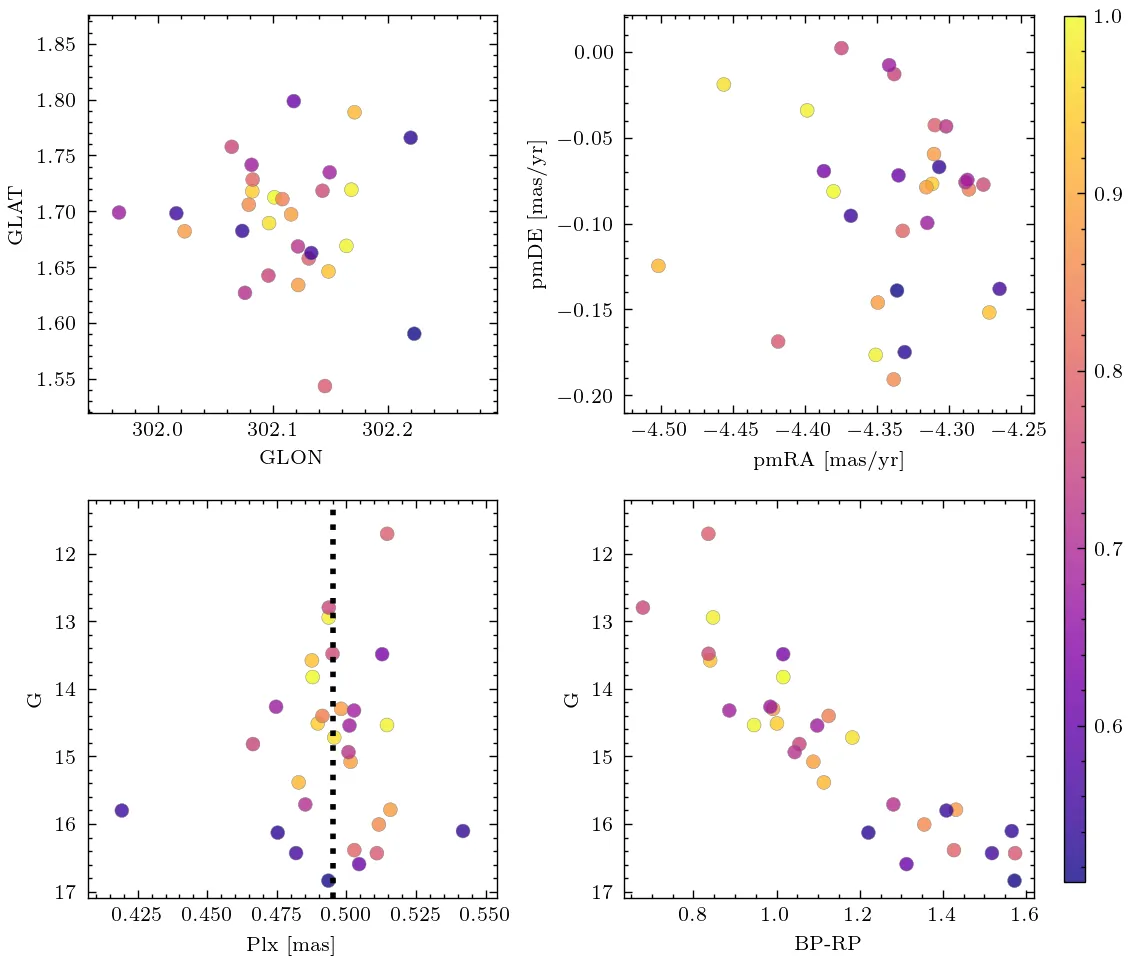 1.85
1.80
1.75
1.70
1.65
1.60
1.55
GLAT
302.0 302.1 302.2
GLON
0.00
−0.05
−0.10
−0.15
−0.20
pmDE [mas/yr]
−4.50 −4.45 −4.40 −4.35 −4.30 −4.25
pmRA [mas/yr]
12
13
14
15
16
17
G
0.425 0.450 0.475 0.500 0.525 0.550
Plx [mas]
12
13
14
15
16
17
G
0.8 1.0 1.2 1.4 1.6
BP-RP
1.0
0.9
0.8
0.7
0.6